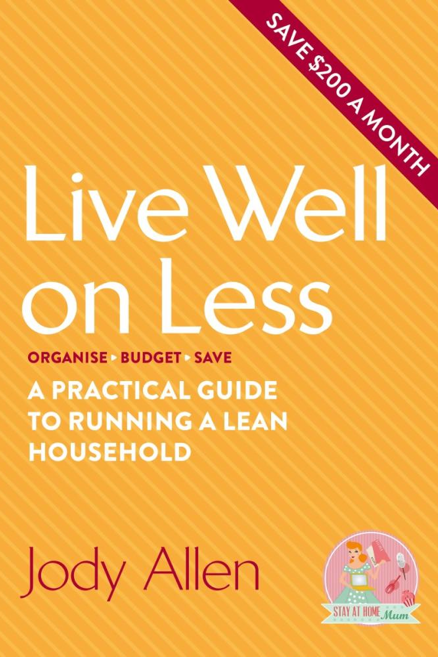 SAVE $200 A MONTH
Live Well
on Less
ORGANISE ▸ BUDGET ▸ SAVE
A PRACTICAL GUIDE
TO RUNNING A LEAN
HOUSEHOLD
Jody Allen
STAY AT HOME Mum